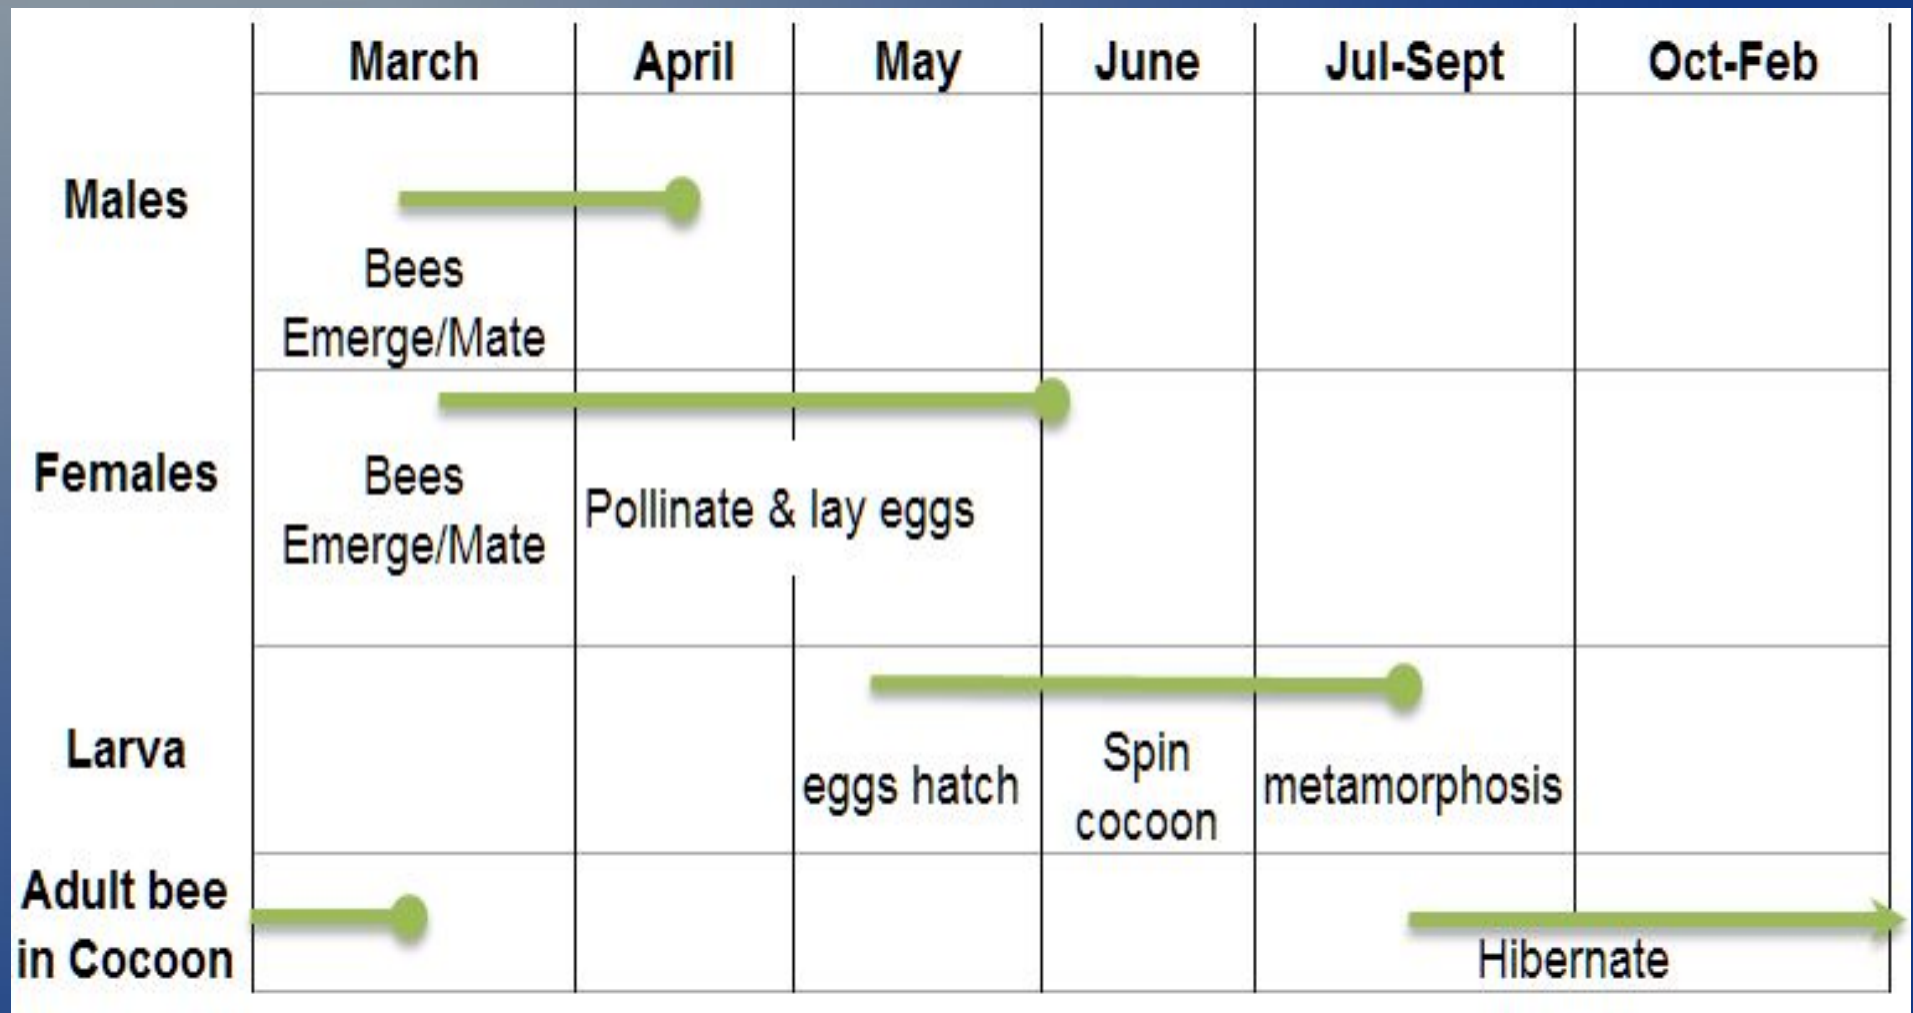 March April May June Jul-Sept Oct-Feb
Males
Bees
Emerge/Mate
Females
Bees
Emerge/Mate
Pollinate & lay eggs
Larva
eggs hatch
Spin
cocoon
metamorphosis
Adult bee
in Cocoon
Hibernate